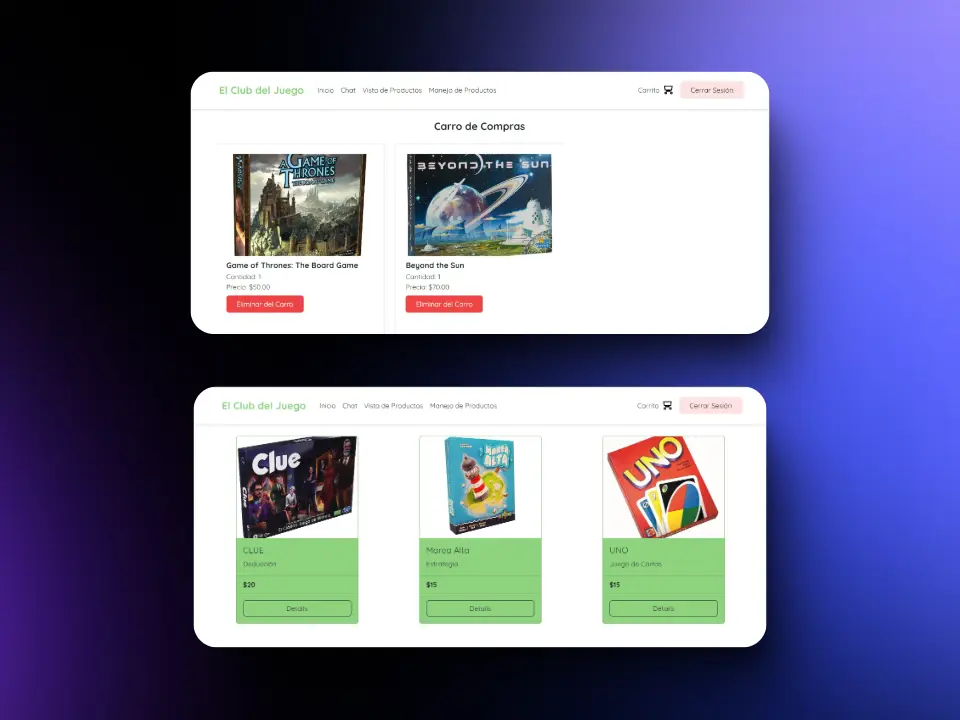 El Club del Juego Inicio Chat Vista de Productos Manejo de Productos Carrito Cerrar Sesión
Carro de Compras
A GAME OF
THRONES
THE BOARD GAME
BEYOND THE SUN
Game of Thrones: The Board Game
Cantidad: 1
Precio: $50.00
Eliminar del Carro
Beyond the Sun
Cantidad: 1
Precio: $70.00
Eliminar del Carro
El Club del Juego Inicio Chat Vista de Productos Manejo de Productos Carrito Cerrar Sesión
Clue
Clue
MAREA
ALTA
UNO
CLUE
Deducción
$20
Details
Marea Alta
Estrategia
$15
Details
UNO
Juego de Cartas
$15
Details